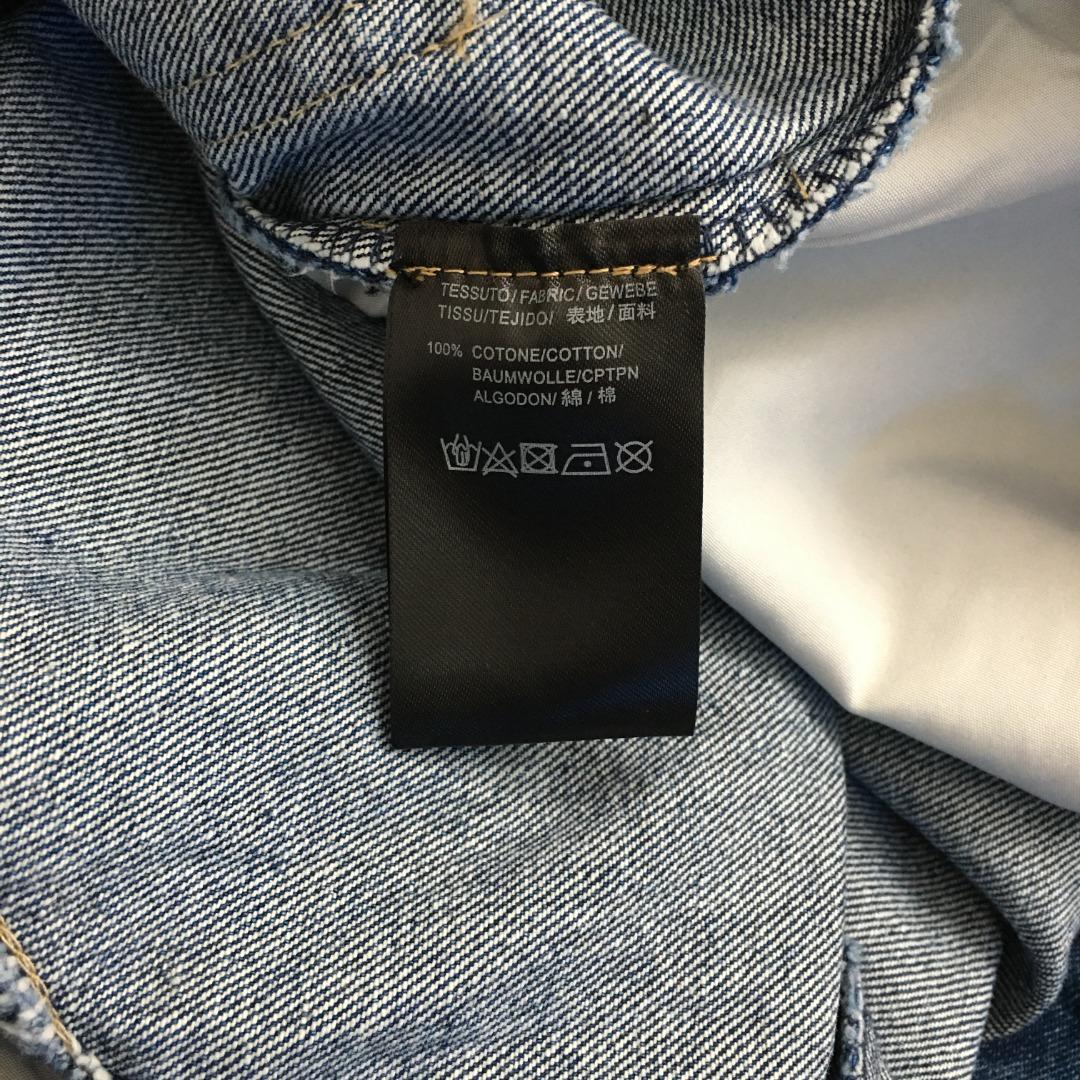 TESSUTO/FABRIC/GEWEBE
TISSU/TEJIDO/ 表地/面料
100% COTONE/COTTON/
BAUMWOLLE/CPTPN
ALGODON/ 綿/棉